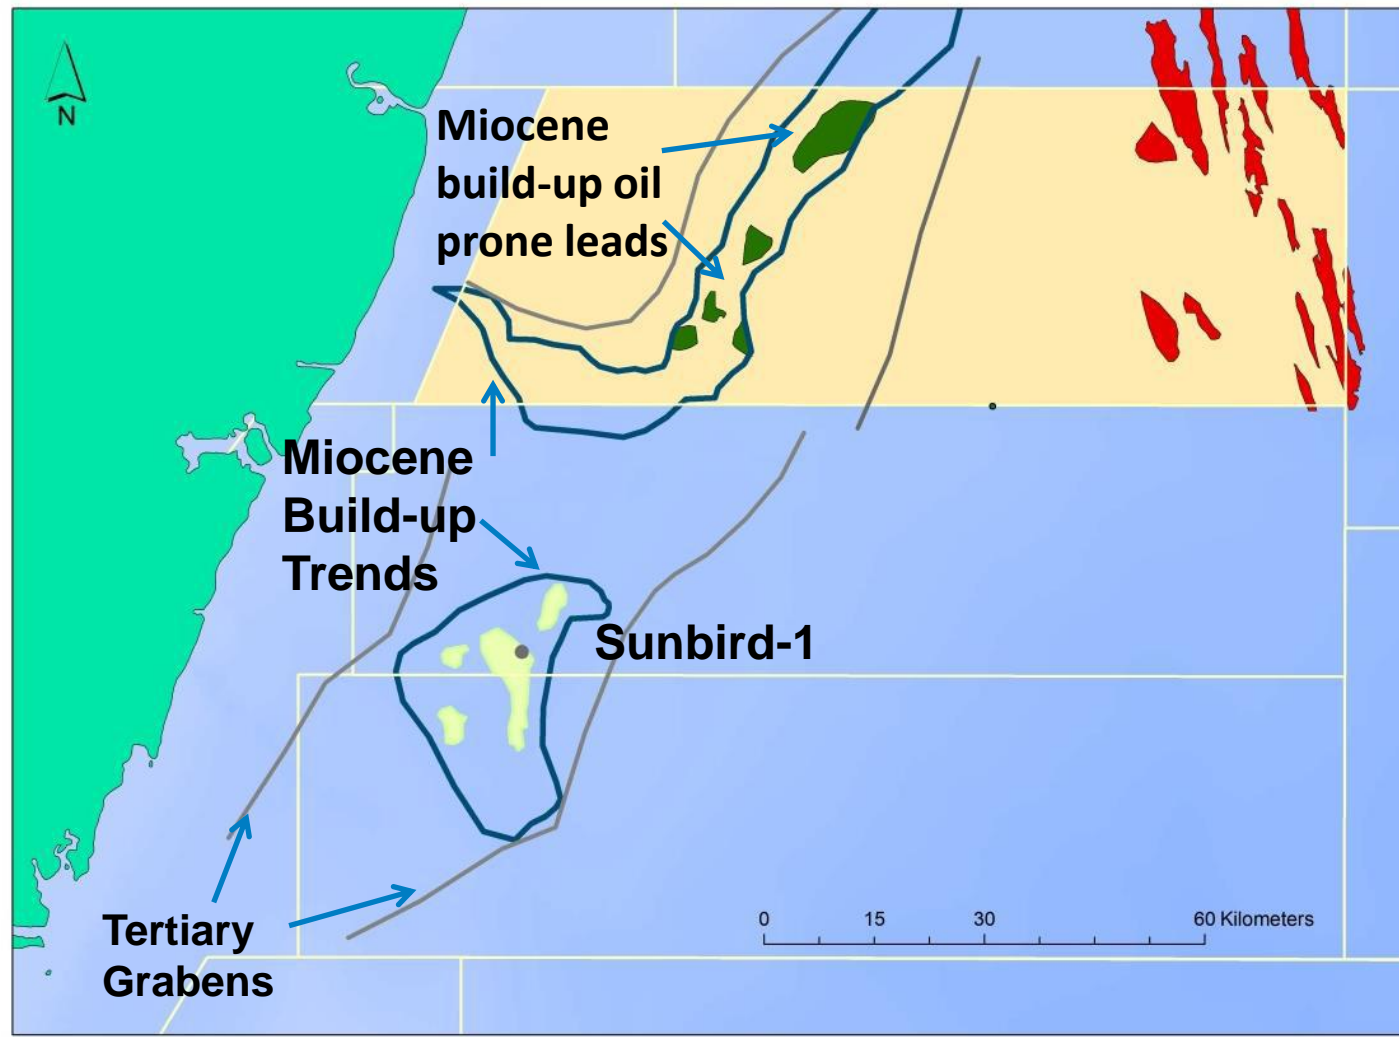 N
Miocene
build-up oil
prone leads
Miocene
Build-up
Trends
Sunbird-1
Tertiary
Grabens
0 15 30 60 Kilometers